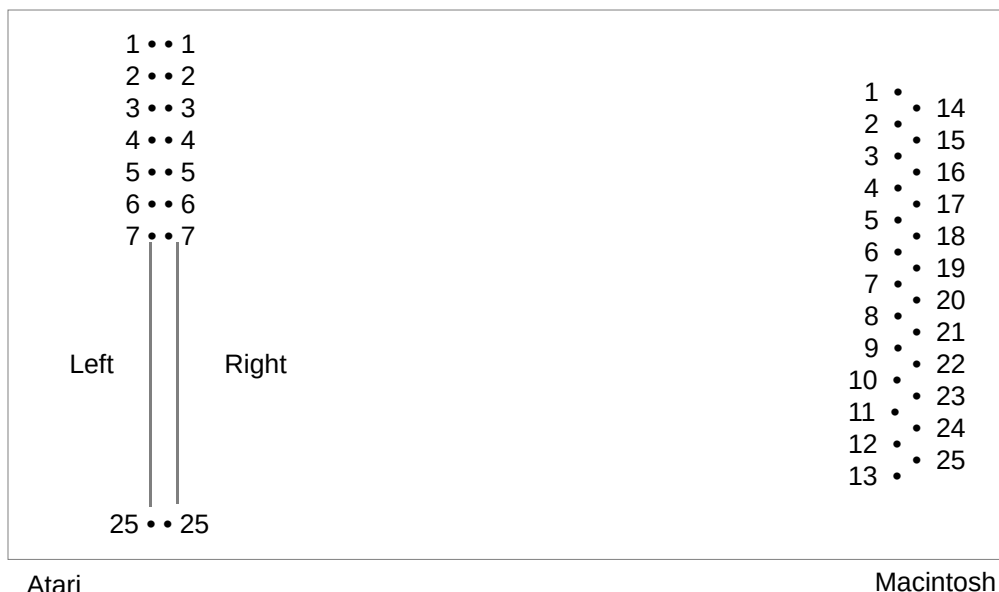 1 • • 1
2 • • 2
3 • • 3
4 • • 4
5 • • 5
6 • • 6
7 • • 7
Left Right
25 • • 25
1 •
• 14
2 •
• 15
3 •
• 16
4 •
• 17
5 •
• 18
6 •
• 19
7 •
• 20
8 •
• 21
9 •
• 22
10 •
• 23
11 •
• 24
12 •
• 25
13 •
Atari Macintosh